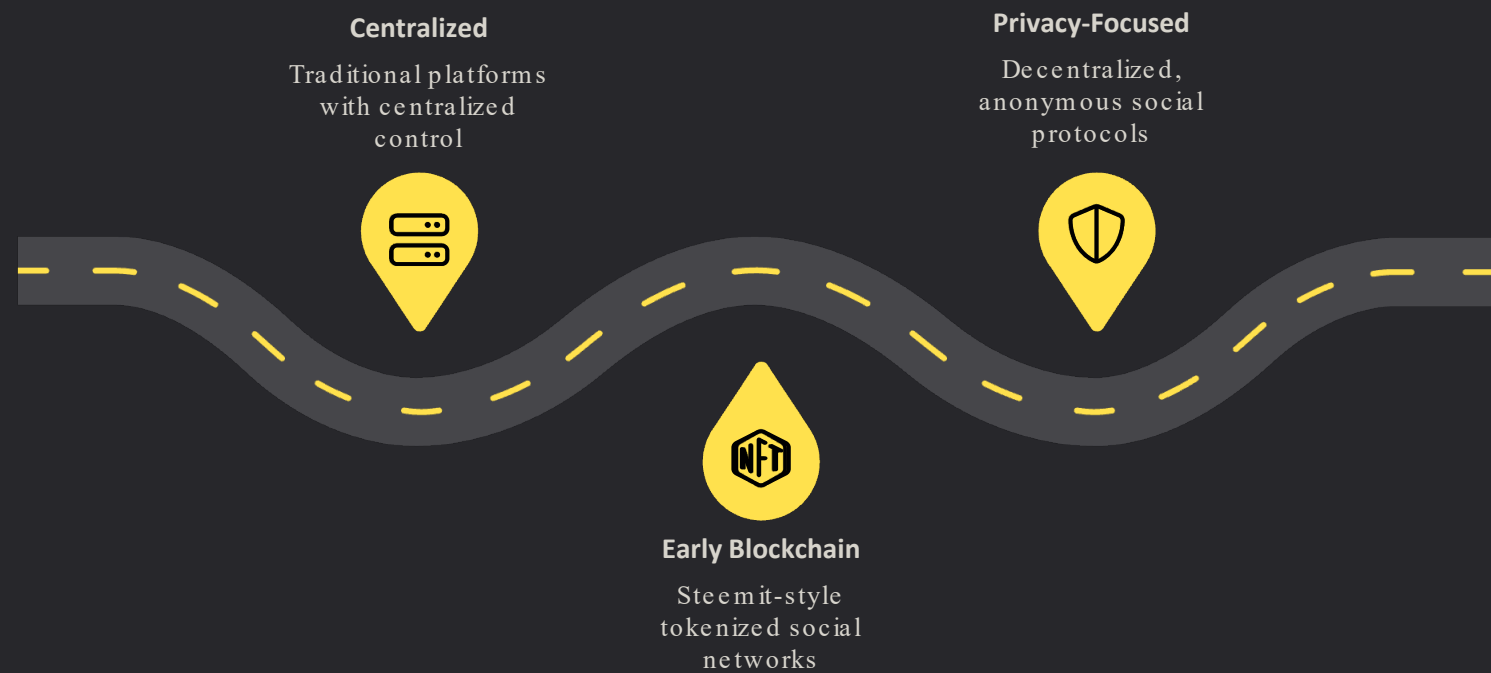 Centralized
Traditional platforms
with centralized
control
Privacy-Focused
Decentralized,
anonymous social
protocols
NFT
Early Blockchain
Steemit-style
tokenized social
networks